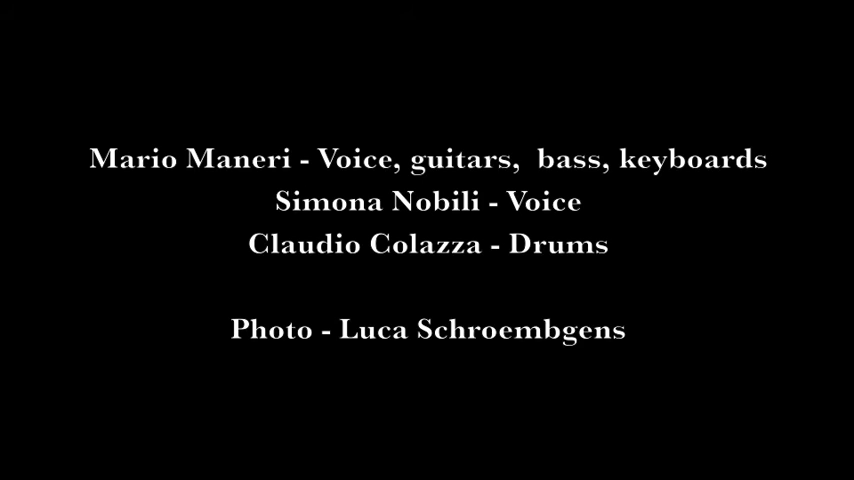 Mario Maneri - Voice, guitars,  bass, keyboards
Simona Nobili - Voice
Claudio Colazza - Drums
Photo - Luca Schroembgens